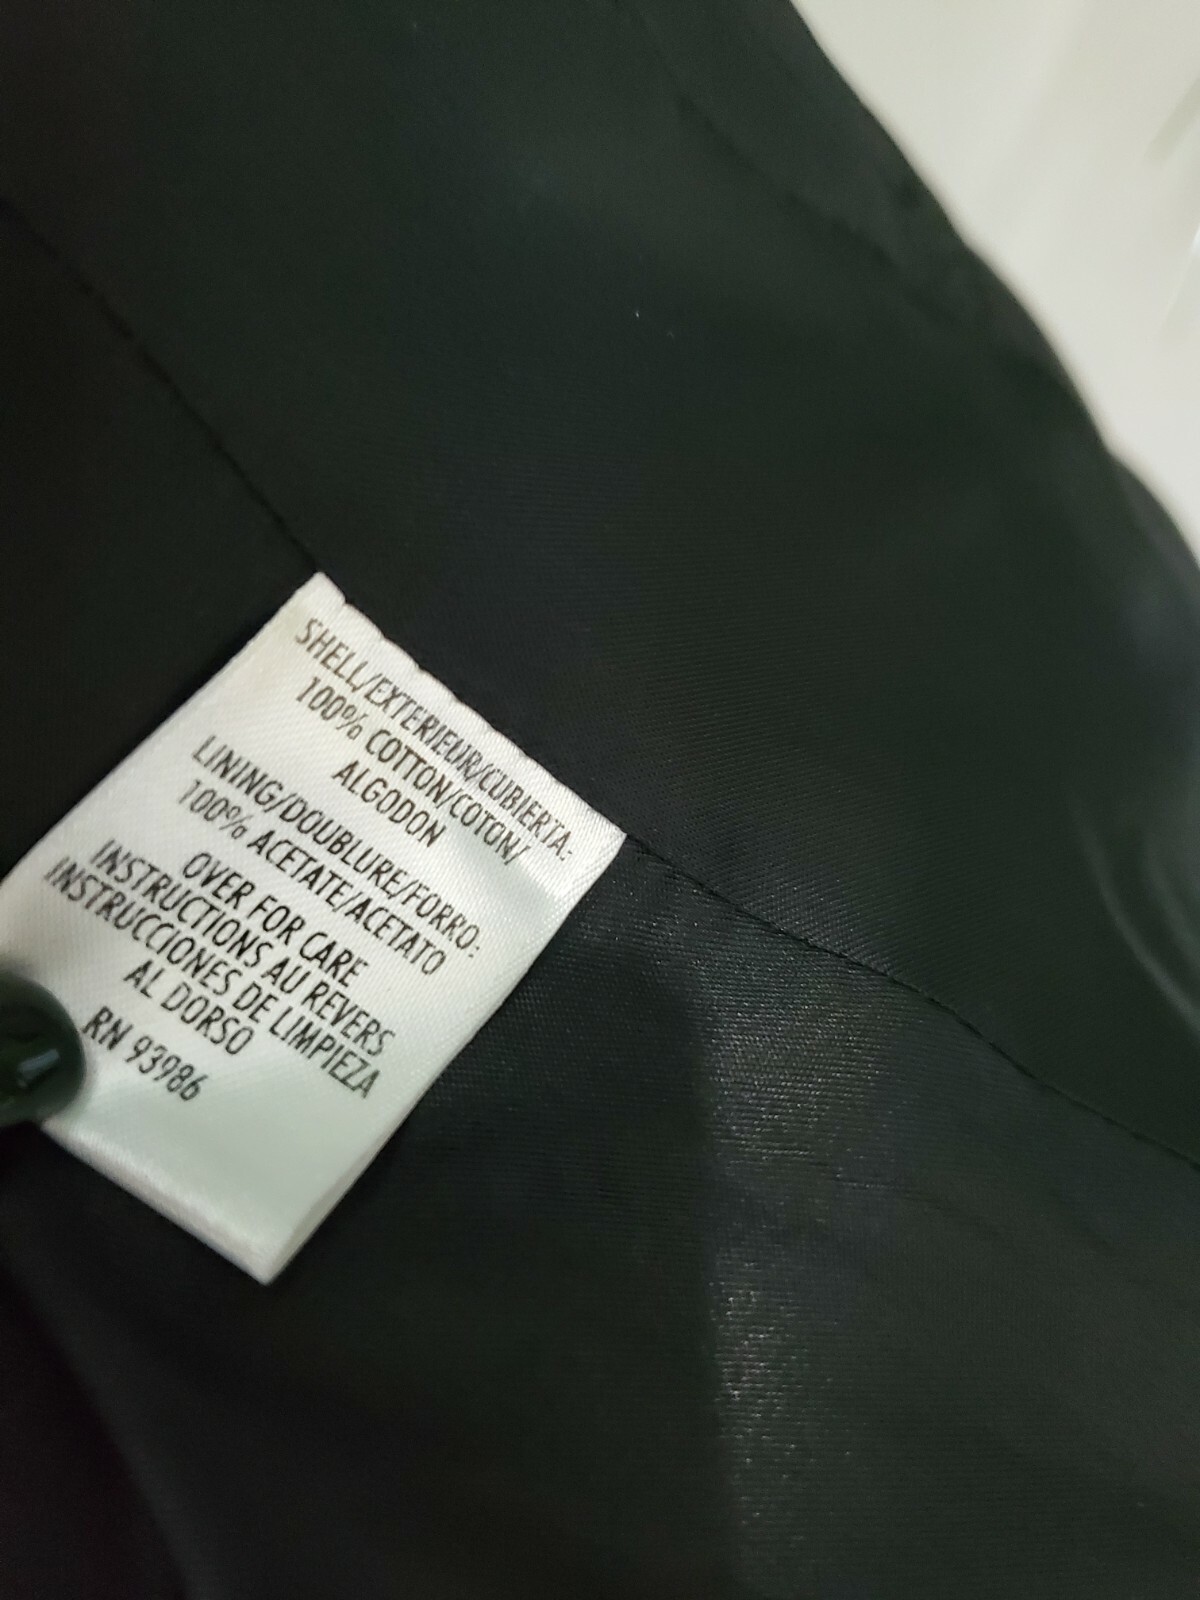 SHELL/EXTERIEUR/CUBIERTA:
100% COTTON/COTON/
ALGODON
LINING/DOUBLURE/FORRO:
100% ACETATE/ACETATO
OVER FOR CARE
INSTRUCTIONS AU REVERS
INSTRUCCIONES DE LIMPIEZA
AL DORSO
RN 93986